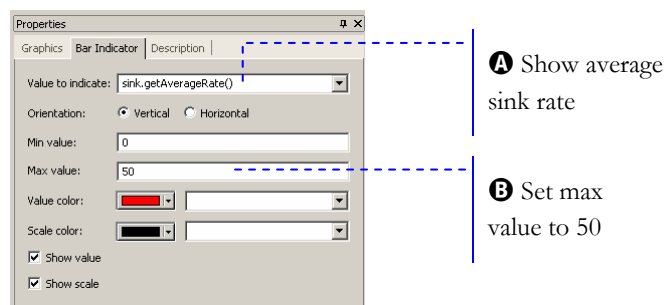 Properties
Graphics Bar Indicator Description
Value to indicate: sink.getAverageRate()
Orientation: Vertical Horizontal
Min value: 0
Max value: 50
Value color:
Scale color:
Show value
Show scale
A Show average
sink rate
B Set max
value to 50